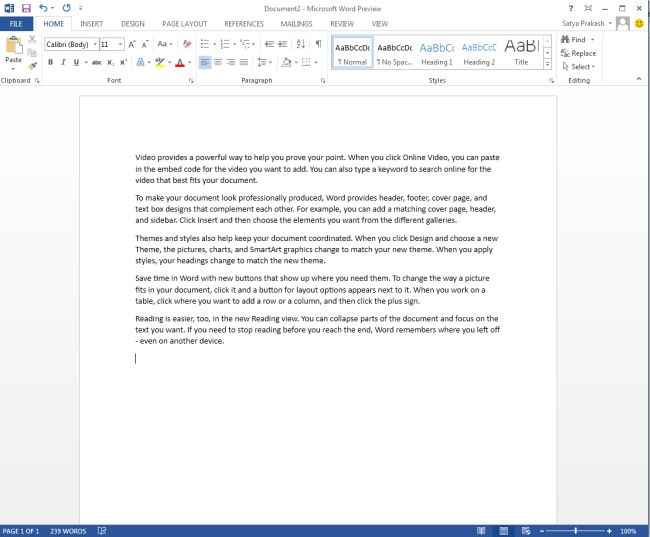 Document2 - Microsoft Word Preview
FILE HOME INSERT DESIGN PAGE LAYOUT REFERENCES MAILINGS REVIEW VIEW Satya Prakash
Paste
Calibri (Body) 11
B I U abc X₂ X²
AaBbCcDc AaBbCcDc AaBbCc AaBbCcC AaBl
¶ Normal ¶ No Spac... Heading 1 Heading 2 Title
Find
Replace
Select
Clipboard Font Paragraph Styles Editing
Video provides a powerful way to help you prove your point. When you click Online Video, you can paste
in the embed code for the video you want to add. You can also type a keyword to search online for the
video that best fits your document.
To make your document look professionally produced, Word provides header, footer, cover page, and
text box designs that complement each other. For example, you can add a matching cover page, header,
and sidebar. Click Insert and then choose the elements you want from the different galleries.
Themes and styles also help keep your document coordinated. When you click Design and choose a new
Theme, the pictures, charts, and SmartArt graphics change to match your new theme. When you apply
styles, your headings change to match the new theme.
Save time in Word with new buttons that show up where you need them. To change the way a picture
fits in your document, click it and a button for layout options appears next to it. When you work on a
table, click where you want to add a row or a column, and then click the plus sign.
Reading is easier, too, in the new Reading view. You can collapse parts of the document and focus on the
text you want. If you need to stop reading before you reach the end, Word remembers where you left off
- even on another device.
PAGE 1 OF 1 239 WORDS 100%